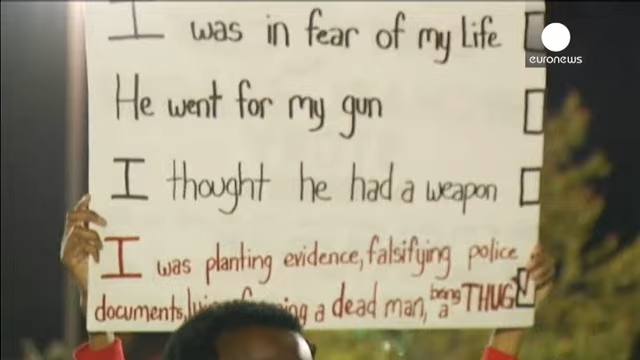 I was in fear of my life
He went for my gun
I thought he had a weapon
I was planting evidence, falsifying police
documents, a dead man, being a THUG
euronews